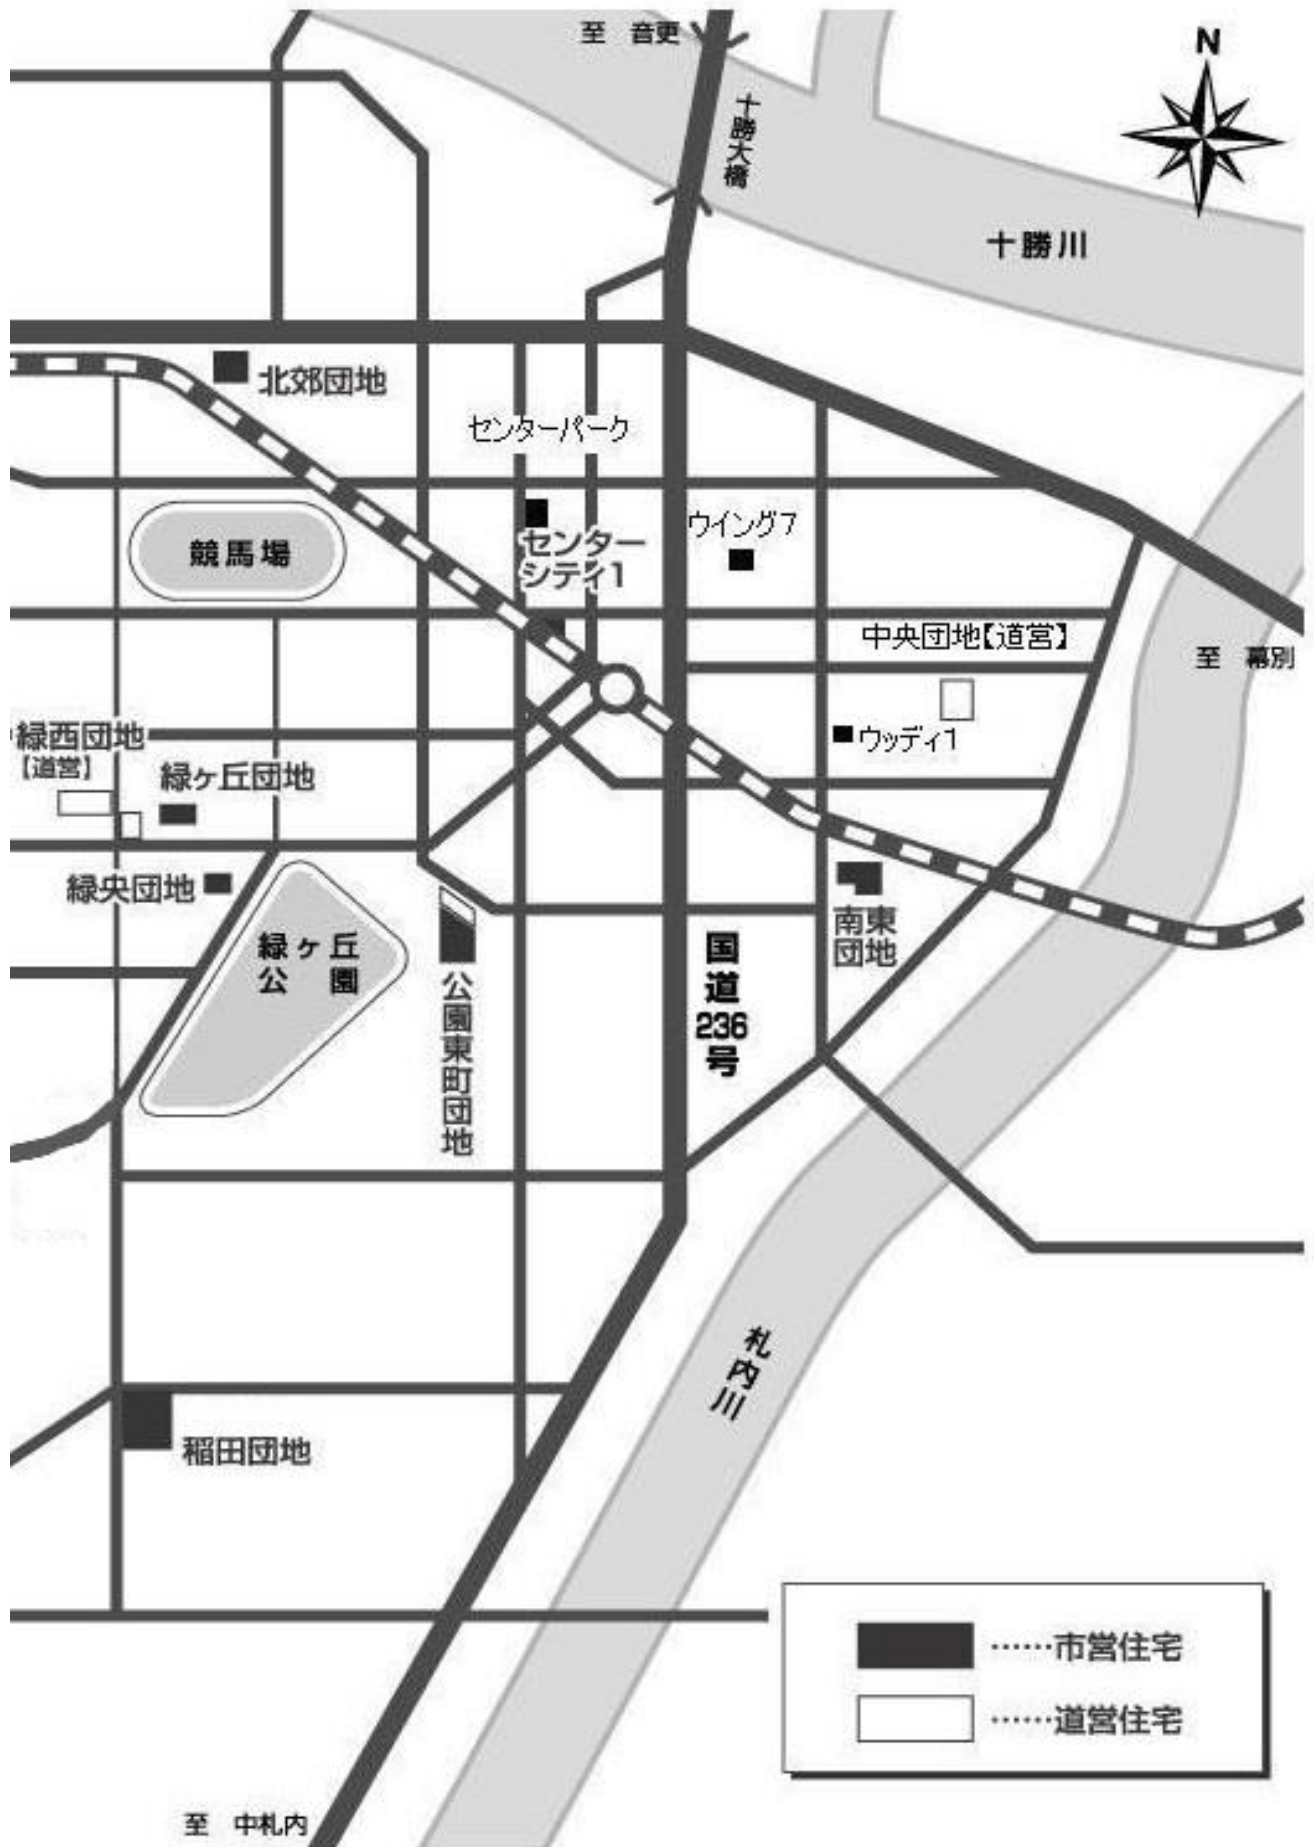 至 音更
N
十勝大橋
十勝川
北郊団地
センターパーク
ウイング7
競馬場
センター
シティ1
中央団地【道営】
至 幕別
緑西団地
【道営】
ウッディ1
緑ヶ丘団地
緑央団地
南東
団地
緑ヶ丘
公園
国道236号
公園東町団地
札内川
稲田団地
……市営住宅
……道営住宅
至 中札内